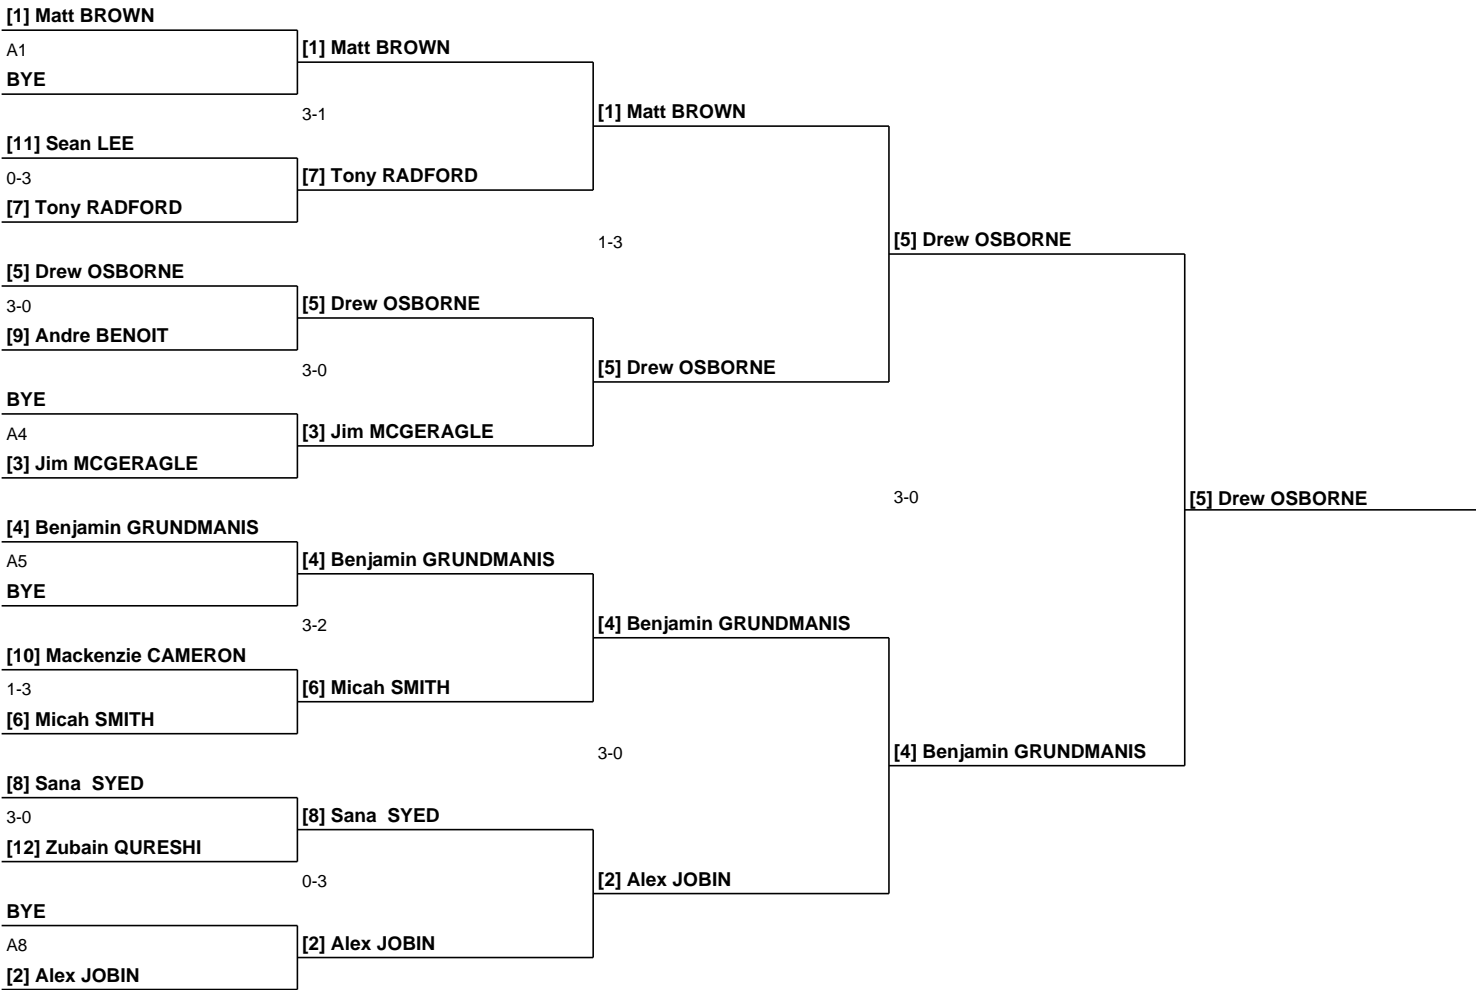 [1] Matt BROWN
A1
BYE
[11] Sean LEE
0-3
[7] Tony RADFORD
[5] Drew OSBORNE
3-0
[9] Andre BENOIT
BYE
A4
[3] Jim MCGERAGLE
[4] Benjamin GRUNDMANIS
A5
BYE
[10] Mackenzie CAMERON
1-3
[6] Micah SMITH
[8] Sana  SYED
3-0
[12] Zubain QURESHI
BYE
A8
[2] Alex JOBIN
[1] Matt BROWN
3-1
[7] Tony RADFORD
[5] Drew OSBORNE
3-0
[3] Jim MCGERAGLE
[4] Benjamin GRUNDMANIS
3-2
[6] Micah SMITH
[8] Sana  SYED
0-3
[2] Alex JOBIN
[1] Matt BROWN
1-3
[5] Drew OSBORNE
[4] Benjamin GRUNDMANIS
3-0
[2] Alex JOBIN
[5] Drew OSBORNE
3-0
[4] Benjamin GRUNDMANIS
[5] Drew OSBORNE